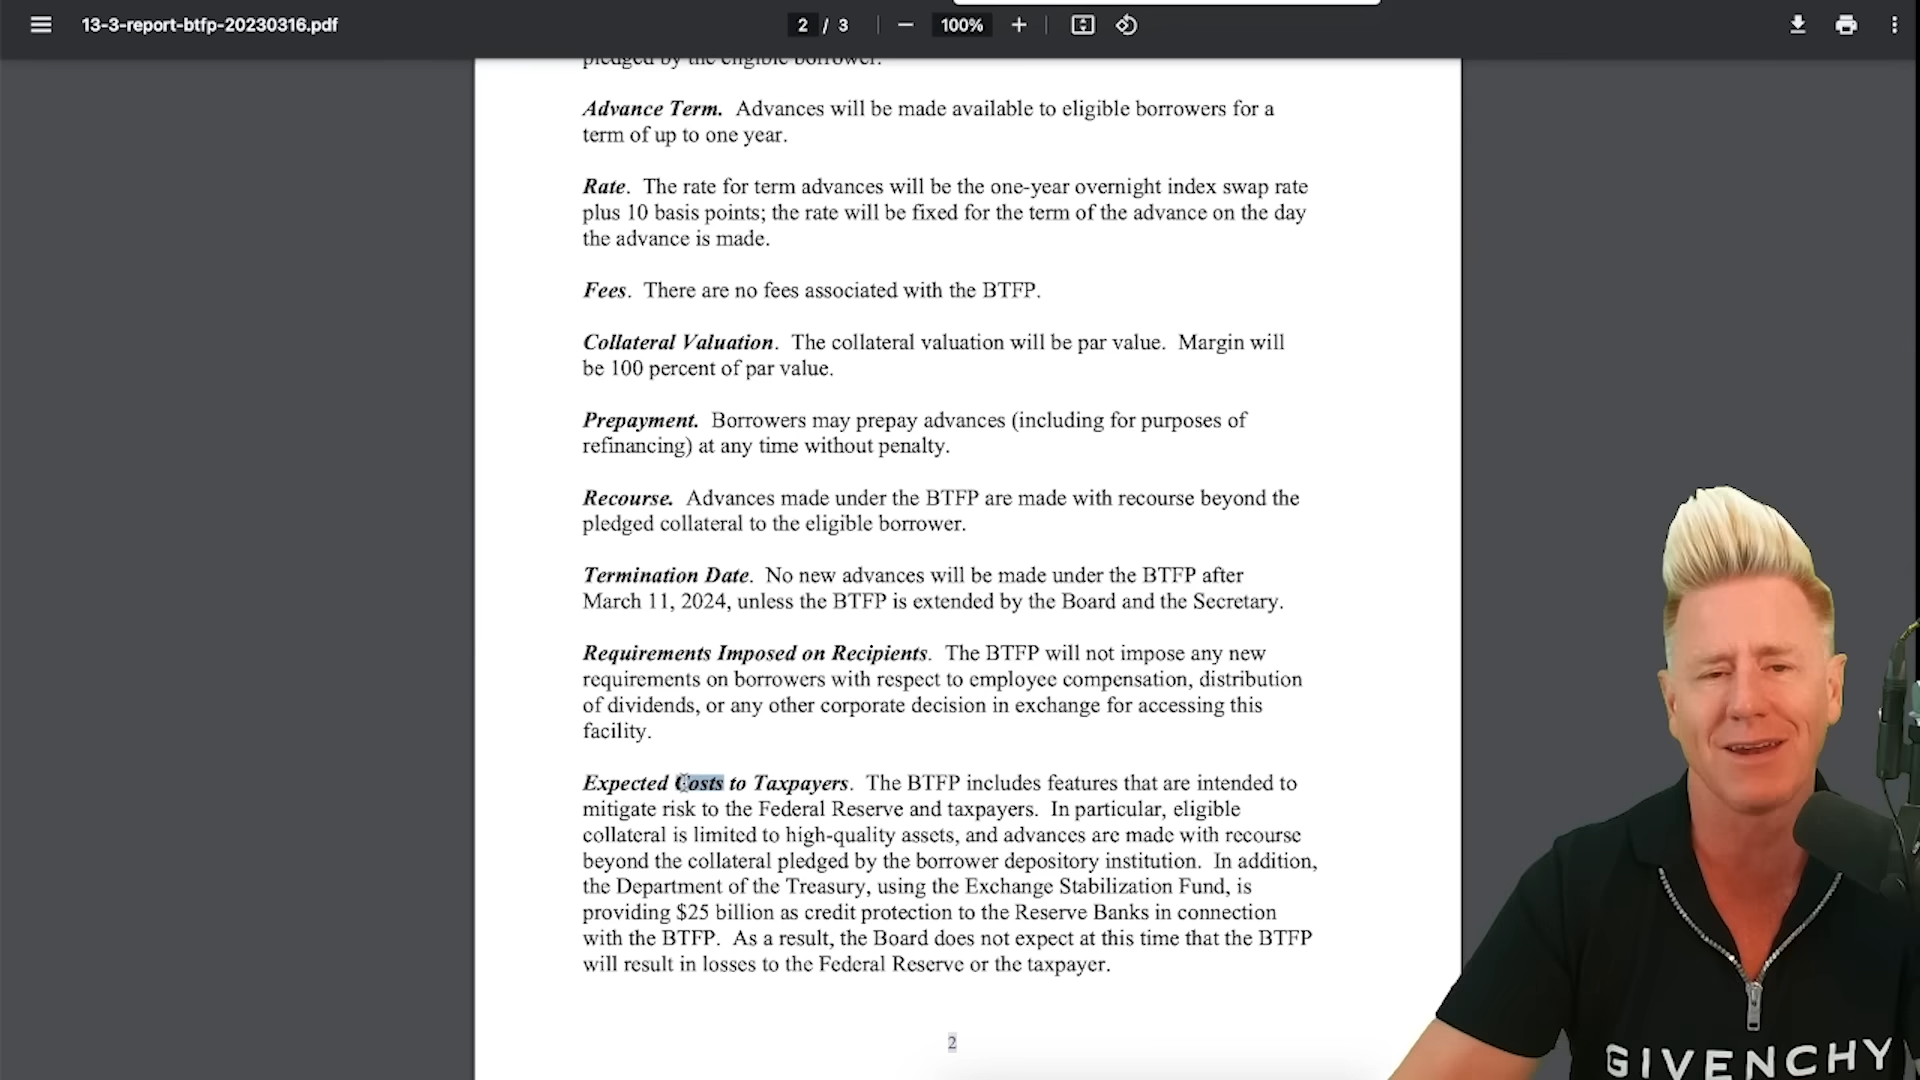 13-3-report-btfp-20230316.pdf
2 / 3
100%
pledged by the eligible borrower.
Advance Term. Advances will be made available to eligible borrowers for a
term of up to one year.
Rate. The rate for term advances will be the one-year overnight index swap rate
plus 10 basis points; the rate will be fixed for the term of the advance on the day
the advance is made.
Fees. There are no fees associated with the BTFP.
Collateral Valuation. The collateral valuation will be par value. Margin will
be 100 percent of par value.
Prepayment. Borrowers may prepay advances (including for purposes of
refinancing) at any time without penalty.
Recourse. Advances made under the BTFP are made with recourse beyond the
pledged collateral to the eligible borrower.
Termination Date. No new advances will be made under the BTFP after
March 11, 2024, unless the BTFP is extended by the Board and the Secretary.
Requirements Imposed on Recipients. The BTFP will not impose any new
requirements on borrowers with respect to employee compensation, distribution
of dividends, or any other corporate decision in exchange for accessing this
facility.
Expected Costs to Taxpayers. The BTFP includes features that are intended to
mitigate risk to the Federal Reserve and taxpayers. In particular, eligible
collateral is limited to high-quality assets, and advances are made with recourse
beyond the collateral pledged by the borrower depository institution. In addition,
the Department of the Treasury, using the Exchange Stabilization Fund, is
providing $25 billion as credit protection to the Reserve Banks in connection
with the BTFP. As a result, the Board does not expect at this time that the BTFP
will result in losses to the Federal Reserve or the taxpayer.
2
GIVENCHY